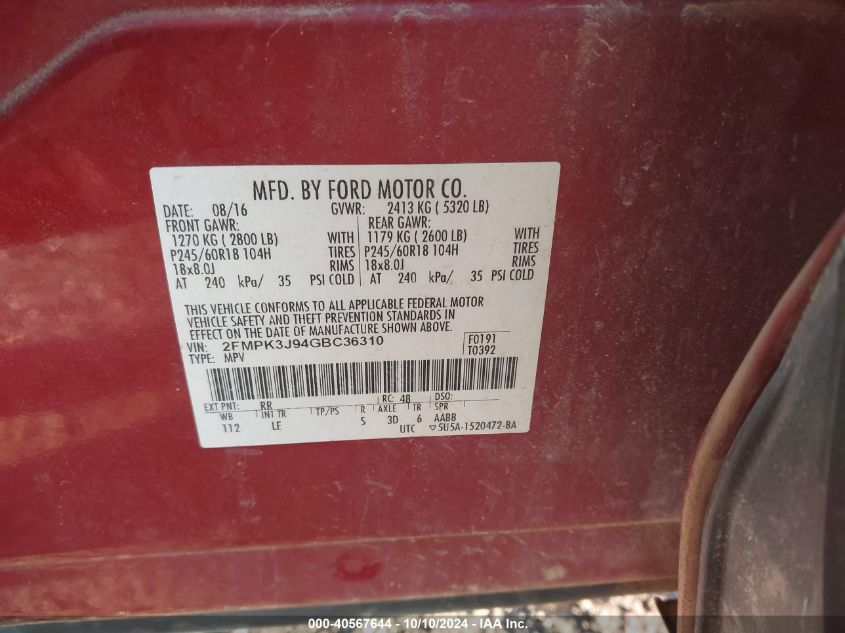 MFD. BY FORD MOTOR CO.
DATE: 08/16 GVWR: 2413 KG ( 5320 LB)
FRONT GAWR: REAR GAWR:
1270 KG ( 2800 LB) WITH 1179 KG ( 2600 LB) WITH
P245/60R18 104H TIRES P245/60R18 104H TIRES
18x8.0J RIMS 18x8.0J RIMS
AT 240 kPa/ 35 PSI COLD AT 240 kPa/ 35 PSI COLD
THIS VEHICLE CONFORMS TO ALL APPLICABLE FEDERAL MOTOR
VEHICLE SAFETY AND THEFT PREVENTION STANDARDS IN
EFFECT ON THE DATE OF MANUFACTURE SHOWN ABOVE.
VIN: 2FMPK3J94GBC36310 F0191
TYPE: MPV T0392
EXT PNT: RR RC: 48 DSO:
WB INT TR TP/PS R AXLE TR SPR
112 LE S 3D 6 AABB
UTC ▽5U5A-1520472-BA
000-40567644 - 10/10/2024 - IAA Inc.